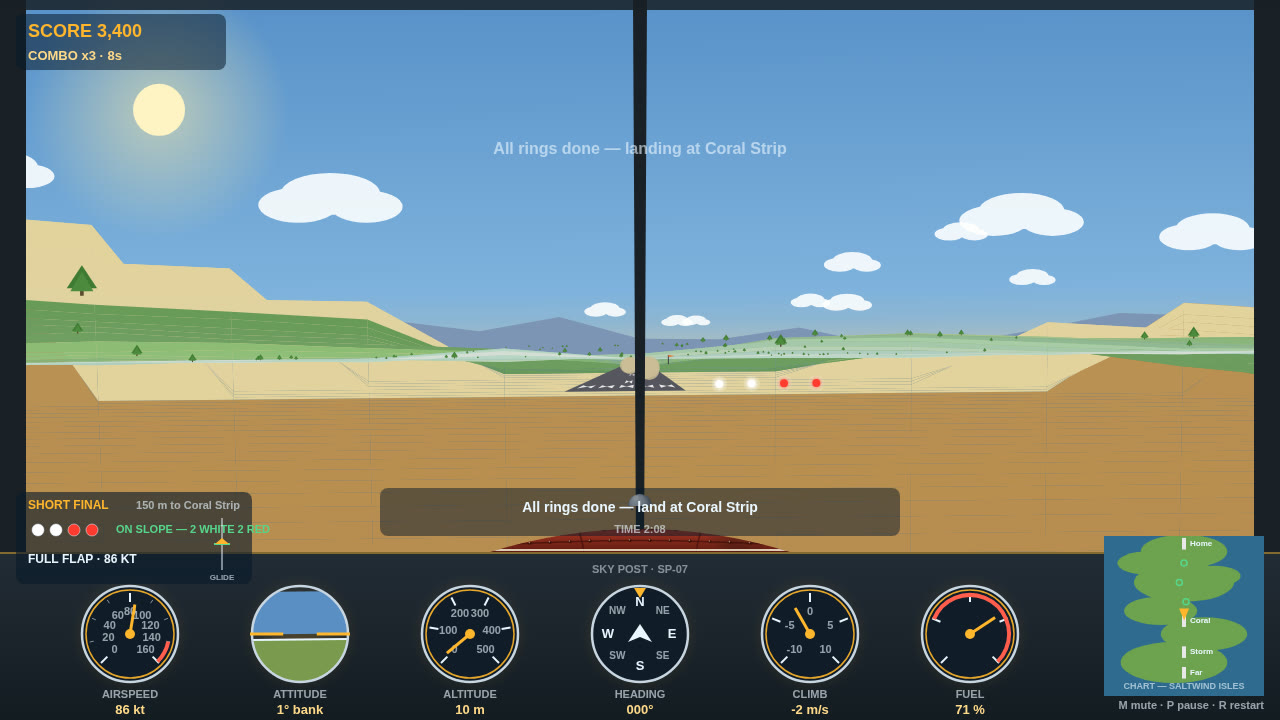 SCORE 3,400
COMBO x3 · 8s
All rings done — landing at Coral Strip
SHORT FINAL
150 m to Coral Strip
ON SLOPE — 2 WHITE 2 RED
FULL FLAP · 86 KT
GLIDE
All rings done — land at Coral Strip
TIME 2:08
SKY POST · SP-07
0 20 40 60 80 100 120 140 160
AIRSPEED
86 kt
ATTITUDE
1° bank
0 100 200 300 400 500
ALTITUDE
10 m
N NE E SE S SW W NW
HEADING
000°
-10 -5 0 5 10
CLIMB
-2 m/s
FUEL
71 %
Home
Coral
Storm
Far
CHART — SALTWIND ISLES
M mute · P pause · R restart